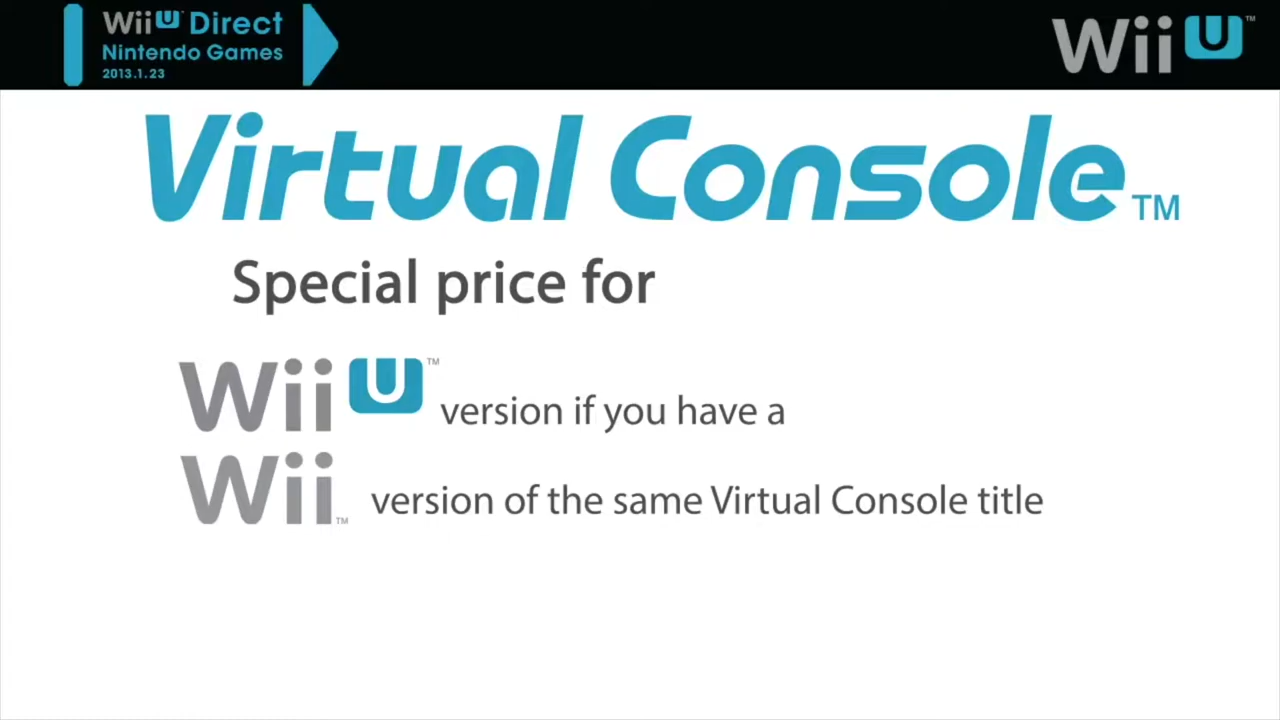 Wii U Direct
Nintendo Games
2013.1.23
Wii U™
Virtual Console™
Special price for
Wii U™ version if you have a
Wii™ version of the same Virtual Console title